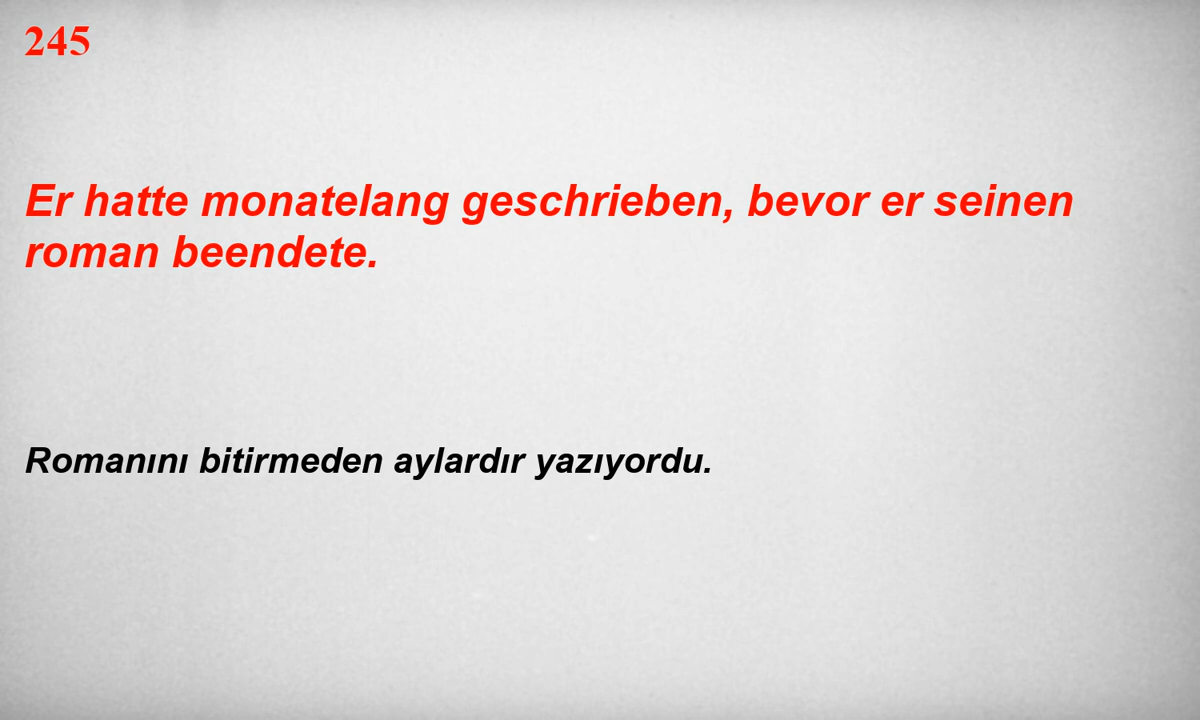 245
Er hatte monatelang geschrieben, bevor er seinen
roman beendete.
Romanını bitirmeden aylardır yazıyordu.